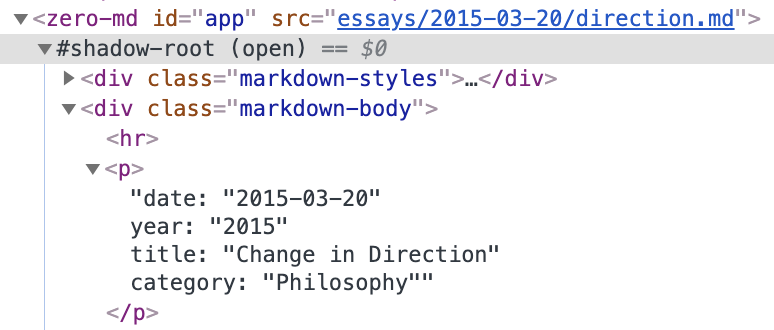 ▼<zero-md id="app" src="essays/2015-03-20/direction.md">
▼#shadow-root (open) == $0
▶<div class="markdown-styles">…</div>
▼<div class="markdown-body">
<hr>
▼<p>
"date: "2015-03-20"
year: "2015"
title: "Change in Direction"
category: "Philosophy""
</p>